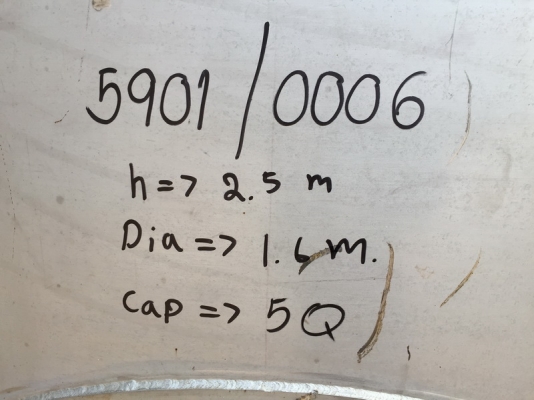 5901/0006
h => 2.5 m
Dia => 1.6 m.
Cap => 5Q